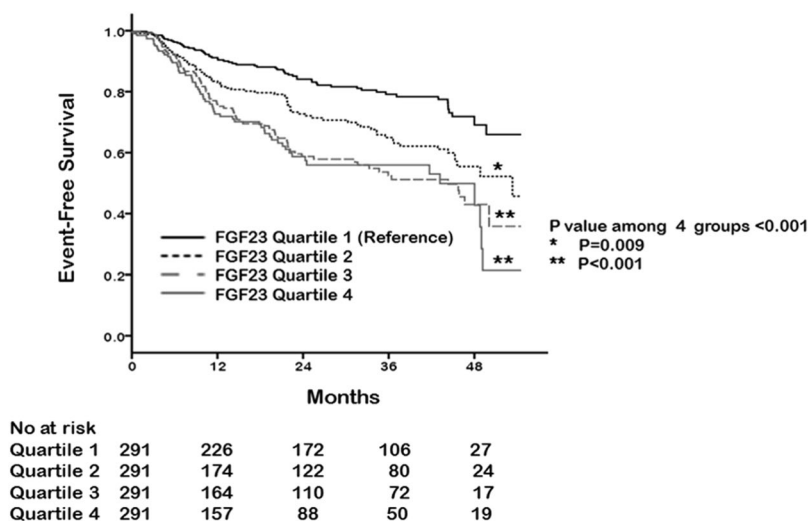 1.0
0.8
0.6
0.4
0.2
0.0
Event-Free Survival
FGF23 Quartile 1 (Reference)
FGF23 Quartile 2
FGF23 Quartile 3
FGF23 Quartile 4
*
**
**
P value among 4 groups <0.001
* P=0.009
** P<0.001
0 12 24 36 48
Months
No at risk
Quartile 1 291 226 172 106 27
Quartile 2 291 174 122 80 24
Quartile 3 291 164 110 72 17
Quartile 4 291 157 88 50 19